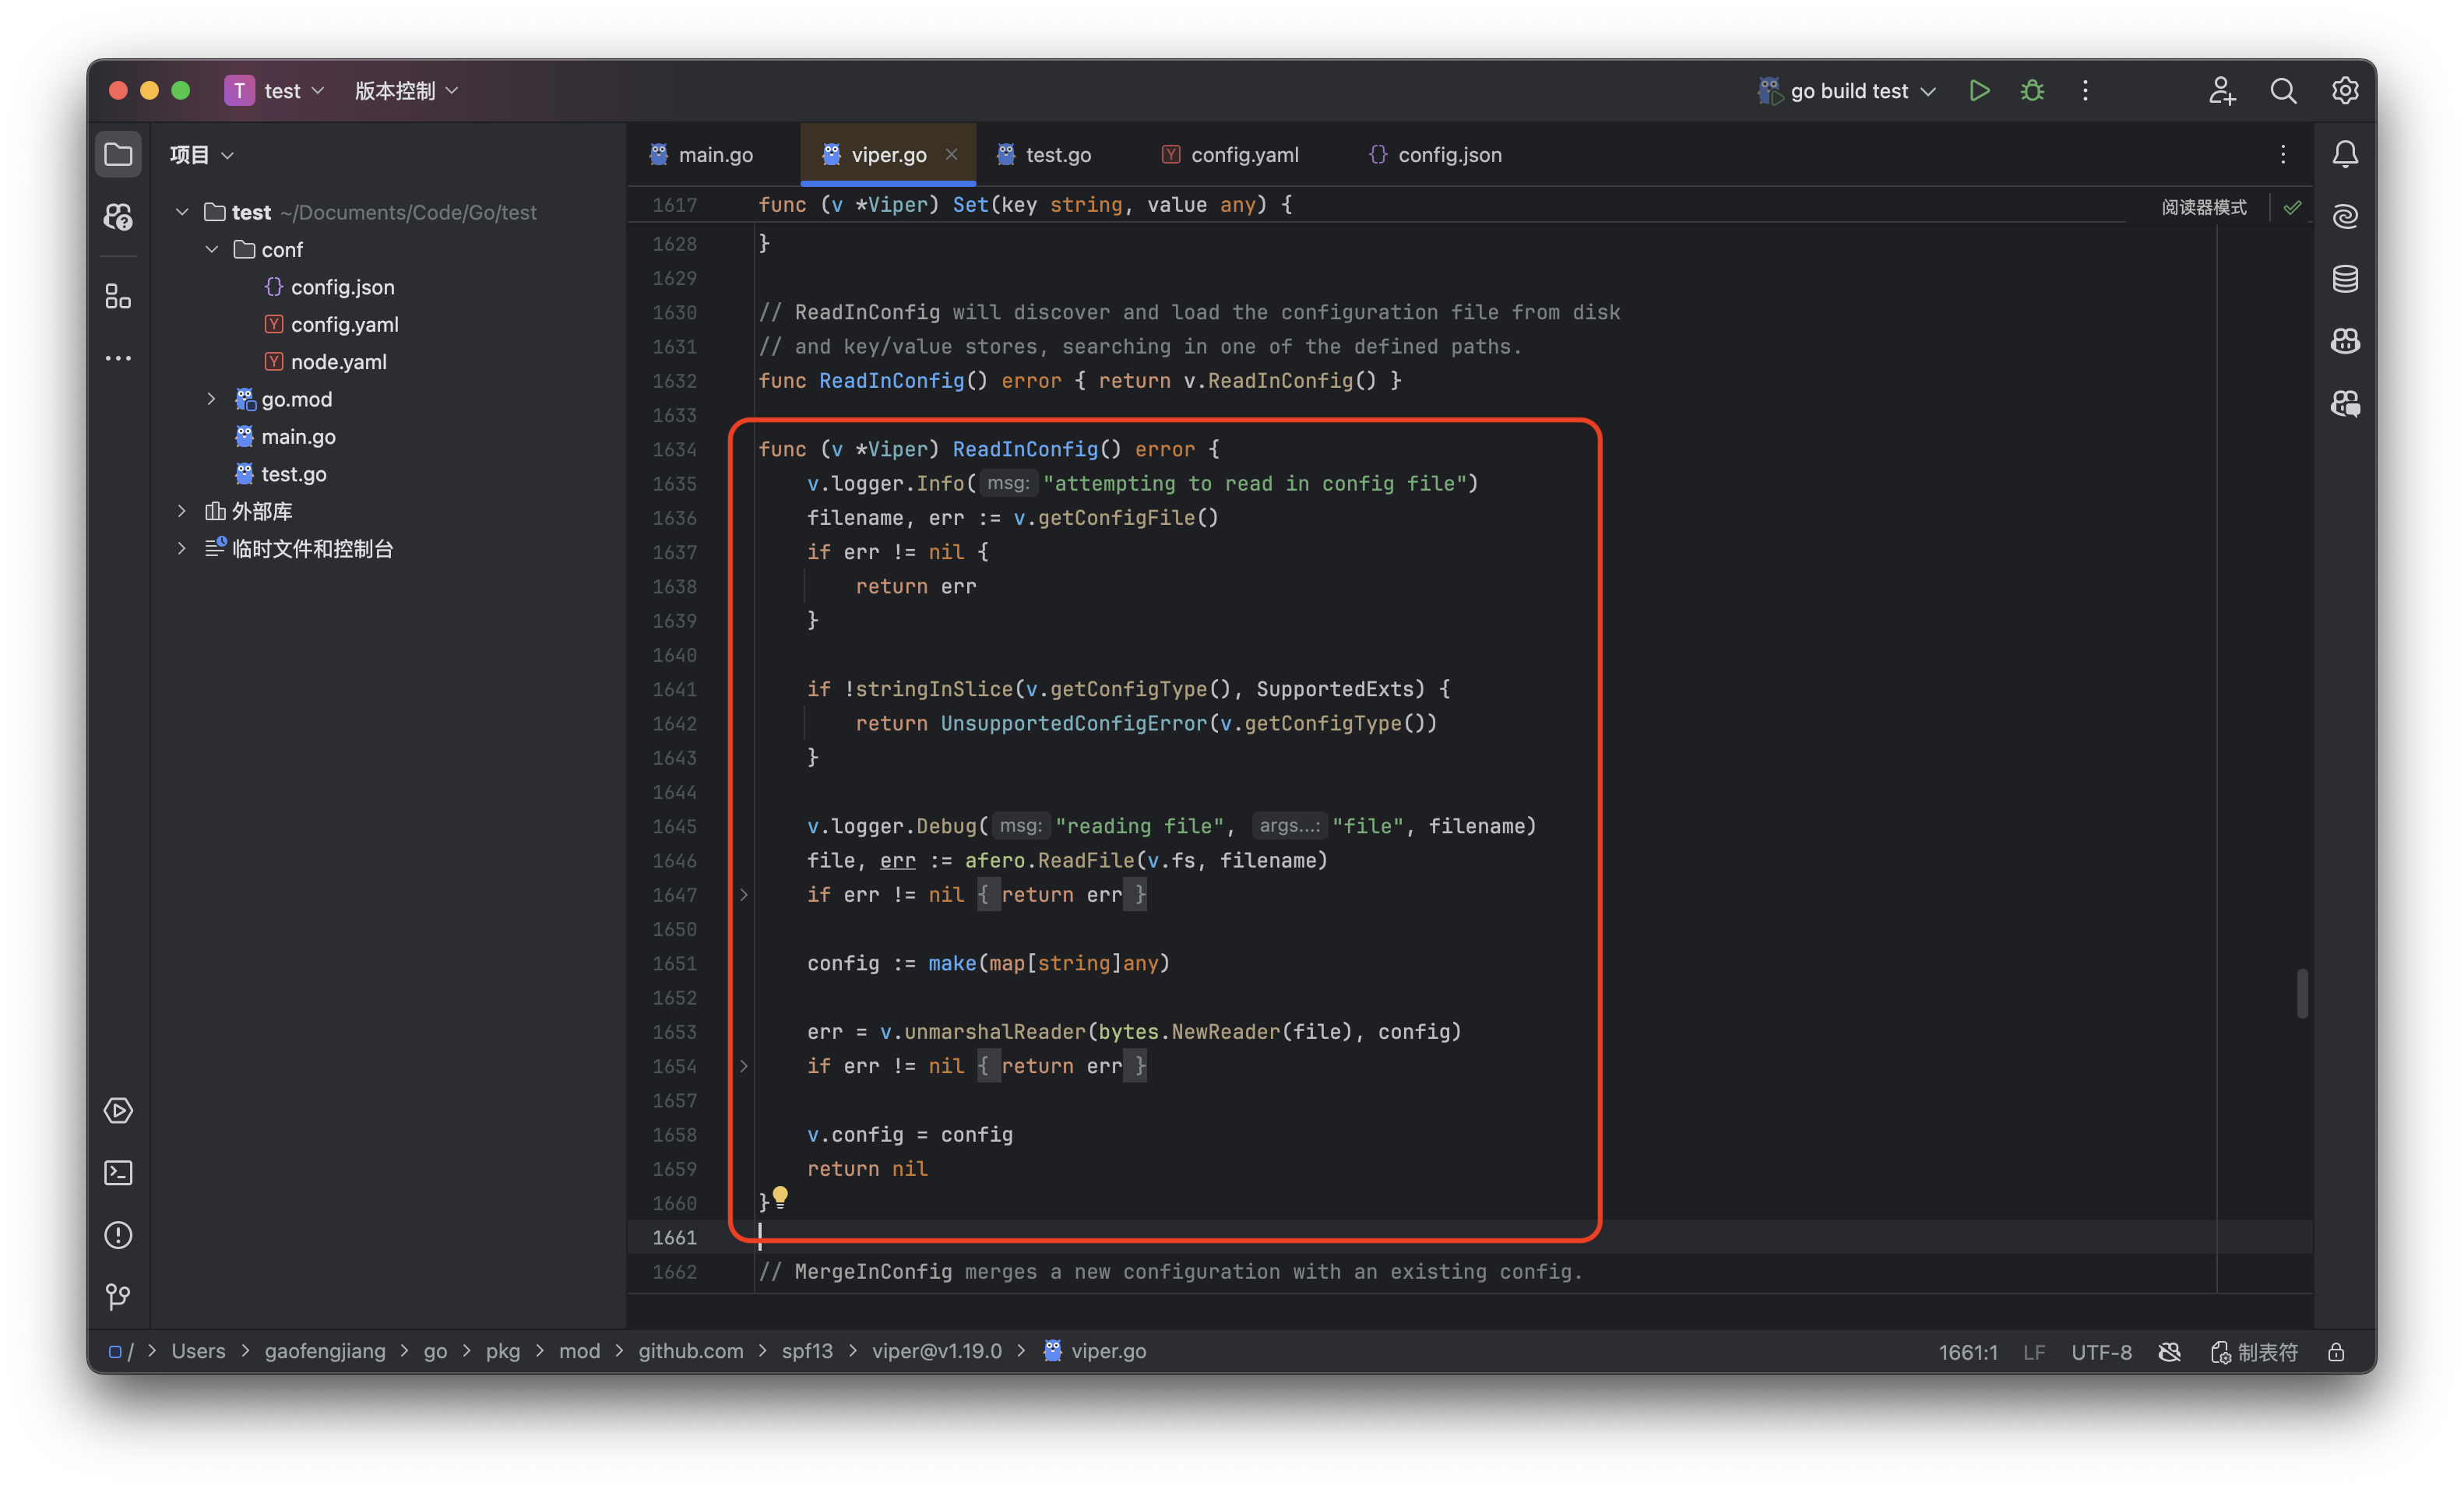 T test 版本控制 go build test
项目
test ~/Documents/Code/Go/test
conf
config.json
config.yaml
node.yaml
go.mod
main.go
test.go
外部库
临时文件和控制台
main.go viper.go test.go config.yaml config.json
1617 func (v *Viper) Set(key string, value any) { 阅读器模式
1628 }
1629
1630 // ReadInConfig will discover and load the configuration file from disk
1631 // and key/value stores, searching in one of the defined paths.
1632 func ReadInConfig() error { return v.ReadInConfig() }
1633
1634 func (v *Viper) ReadInConfig() error {
1635 v.logger.Info( msg: "attempting to read in config file")
1636 filename, err := v.getConfigFile()
1637 if err != nil {
1638 return err
1639 }
1640
1641 if !stringInSlice(v.getConfigType(), SupportedExts) {
1642 return UnsupportedConfigError(v.getConfigType())
1643 }
1644
1645 v.logger.Debug( msg: "reading file", args...: "file", filename)
1646 file, err := afero.ReadFile(v.fs, filename)
1647 if err != nil { return err }
1650
1651 config := make(map[string]any)
1652
1653 err = v.unmarshalReader(bytes.NewReader(file), config)
1654 if err != nil { return err }
1657
1658 v.config = config
1659 return nil
1660 }
1661
1662 // MergeInConfig merges a new configuration with an existing config.
/ > Users > gaofengjiang > go > pkg > mod > github.com > spf13 > viper@v1.19.0 > viper.go 1661:1 LF UTF-8 制表符